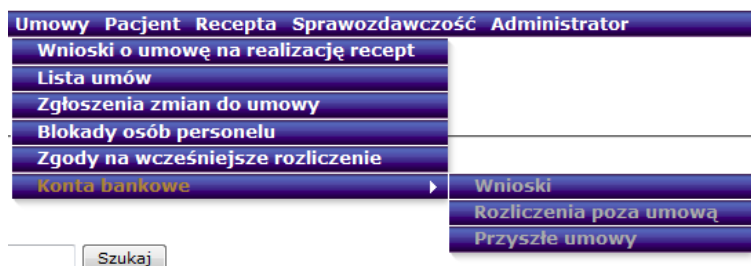 Umowy Pacjent Recepta Sprawozdawczość Administrator
Wnioski o umowę na realizację recept
Lista umów
Zgłoszenia zmian do umowy
Blokady osób personelu
Zgody na wcześniejsze rozliczenie
Konta bankowe Wnioski
Rozliczenia poza umową
Przyszłe umowy
Szukaj